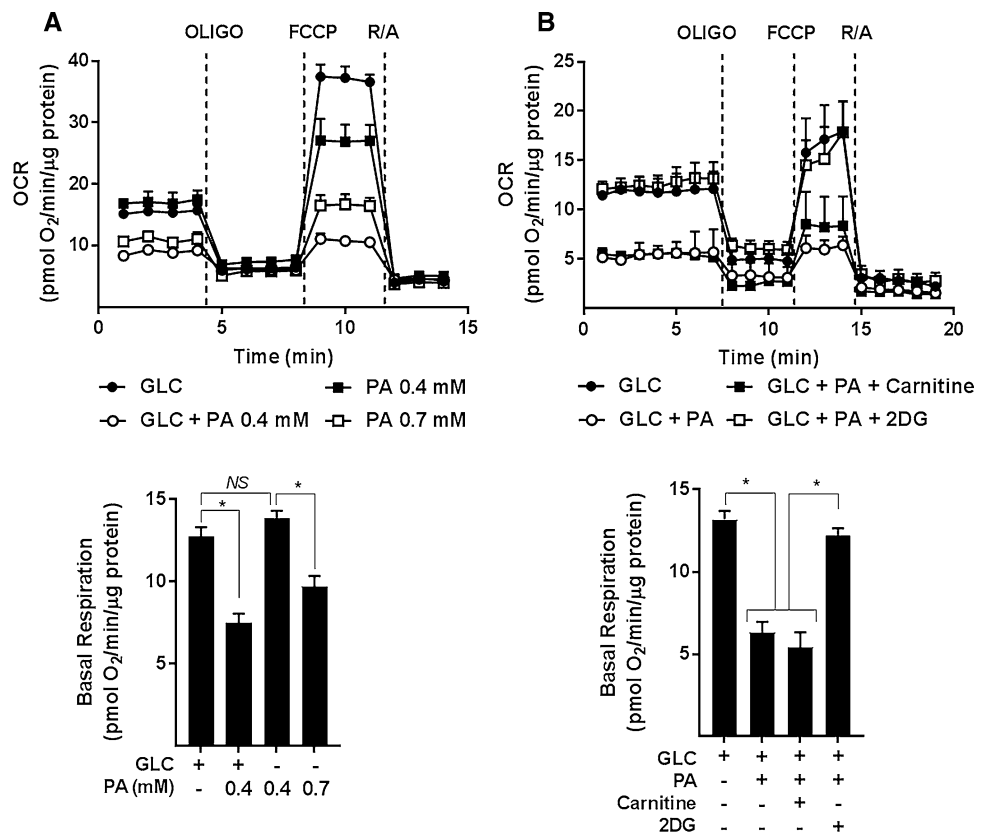 A
OLIGO FCCP R/A
OCR
(pmol O2/min/μg protein)
40
30
20
10
0 5 10 15
Time (min)
GLC PA 0.4 mM
GLC + PA 0.4 mM PA 0.7 mM
B
OLIGO FCCP R/A
OCR
(pmol O2/min/μg protein)
25
20
15
10
5
0 5 10 15 20
Time (min)
GLC GLC + PA + Carnitine
GLC + PA GLC + PA + 2DG
Basal Respiration
(pmol O2/min/μg protein)
15
10
5
NS
*
*
GLC + + - -
PA (mM) - 0.4 0.4 0.7
Basal Respiration
(pmol O2/min/μg protein)
15
10
5
* *
GLC + + + +
PA - + + +
Carnitine - - + -
2DG - - - +